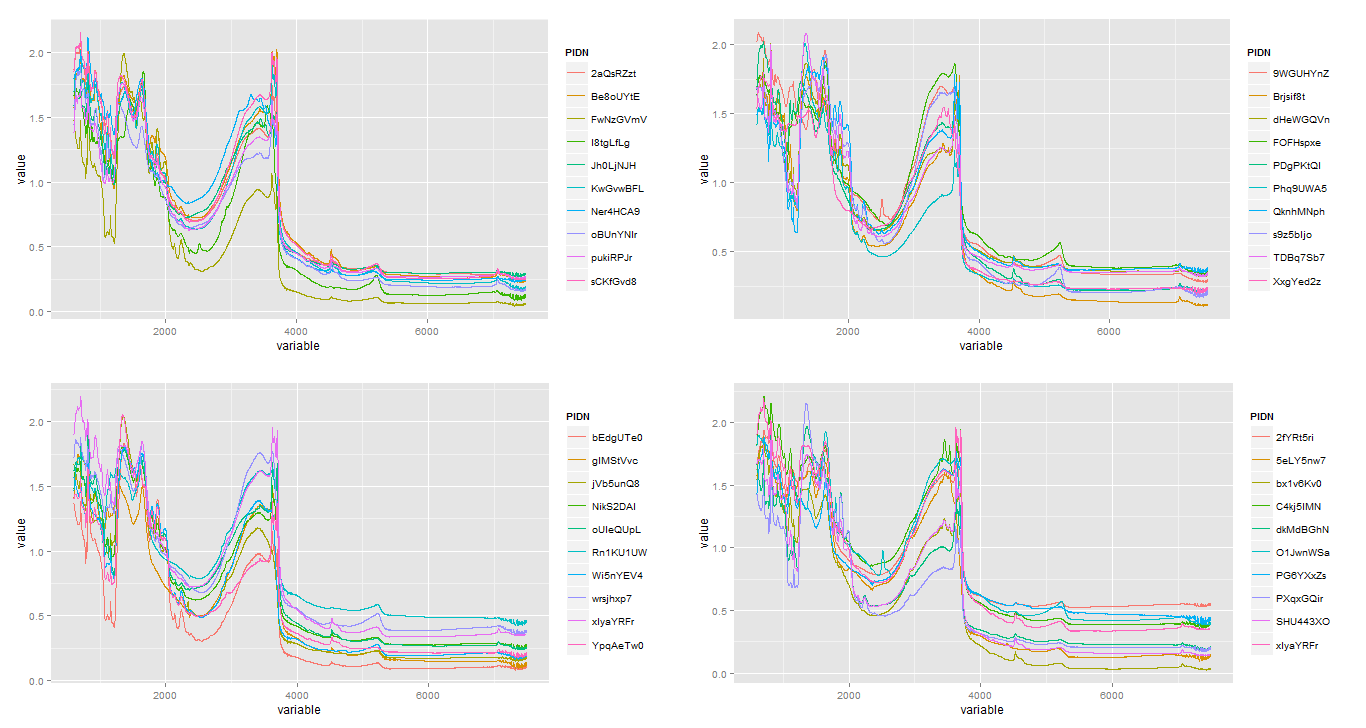 value
2.0
1.5
1.0
0.5
0.0
2000
4000
6000
variable
PIDN
2aQsRZzt
Be8oUYtE
FwNzGVmV
I8tgLfLg
Jh0LjNJH
KwGvwBFL
Ner4HCA9
oBUnYNIr
pukiRPJr
sCKfGvd8
value
2.0
1.5
1.0
0.5
2000
4000
6000
variable
PIDN
9WGUHYnZ
Brjsif8t
dHeWGQVn
FOFHspxe
PDgPKtQI
Phq9UWA5
QknhMNph
s9z5bIjo
TDBq7Sb7
XxgYed2z
value
2.0
1.5
1.0
0.5
0.0
2000
4000
6000
variable
PIDN
bEdgUTe0
gIMStVvc
jVb5unQ8
NikS2DAI
oUIeQUpL
Rn1KU1UW
Wi5nYEV4
wrsjhxp7
xIyaYRFr
YpqAeTw0
value
2.0
1.5
1.0
0.5
0.0
2000
4000
6000
variable
PIDN
2fYRt5ri
5eLY5nw7
bx1v6Kv0
C4kj5IMN
dkMdBGhN
O1JwnWSa
PG6YXxZs
PXqxGQir
SHU443XO
xIyaYRFr